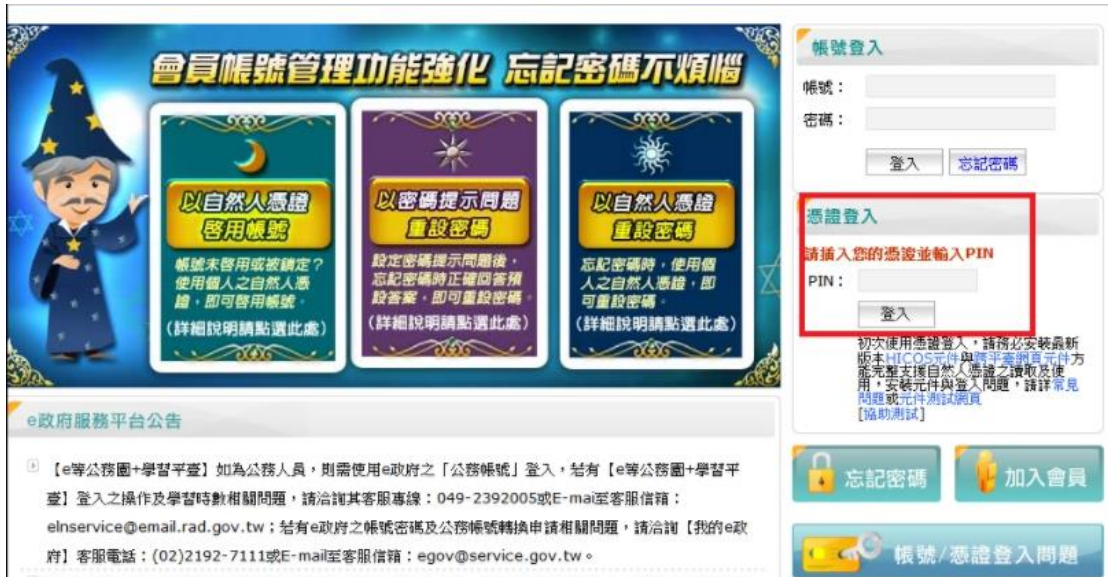 會員帳號管理功能強化 忘記密碼不煩惱
以自然人憑證
啓用帳號
帳號未啓用或被鎖定？
使用個人之自然人憑
證，即可啓用帳號。
(詳細說明請點選此處)
以密碼提示問題
重設密碼
設定密碼提示問題後，
忘記密碼時正確回答預
設答案，即可重設密碼。
(詳細說明請點選此處)
以自然人憑證
重設密碼
忘記密碼時，使用個
人之自然人憑證，即
可重設密碼。
(詳細說明請點選此處)
帳號登入
帳號：
密碼：
登入
忘記密碼
憑證登入
請插入您的憑證並輸入PIN
PIN：
登入
初次使用憑證登入，請務必安裝最新
版本HICOS元件與跨平臺網頁元件方
能完整支援自然人憑證之讀取及使
用，安裝元件與登入問題，請詳常見
問題或元件測試網頁
[協助測試]
e政府服務平台公告
【e等公務園+學習平臺】如為公務人員，則需使用e政府之「公務帳號」登入，若有【e等公務園+學習平
臺】登入之操作及學習時數相關問題，請洽詢其客服專線：049-2392005或E-mai至客服信箱：
elnservice@email.rad.gov.tw；若有e政府之帳號密碼及公務帳號轉換申請相關問題，請洽詢【我的e政
府】客服電話：(02)2192-7111或E-mail至客服信箱：egov@service.gov.tw。
忘記密碼
加入會員
帳號/憑證登入問題